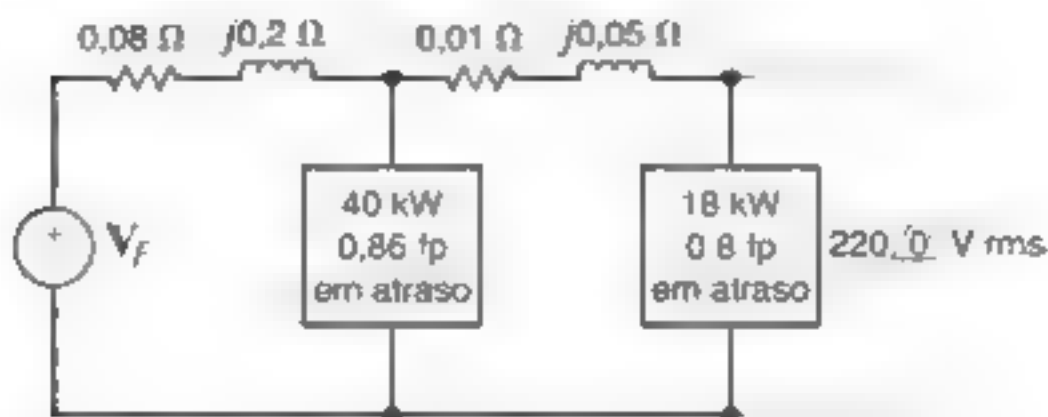 0,08 Ω j0,2 Ω 0,01 Ω j0,05 Ω
+ V_F
40 kW
0,86 fp
em atraso
18 kW
0 8 fp
em atraso
220 0 V rms